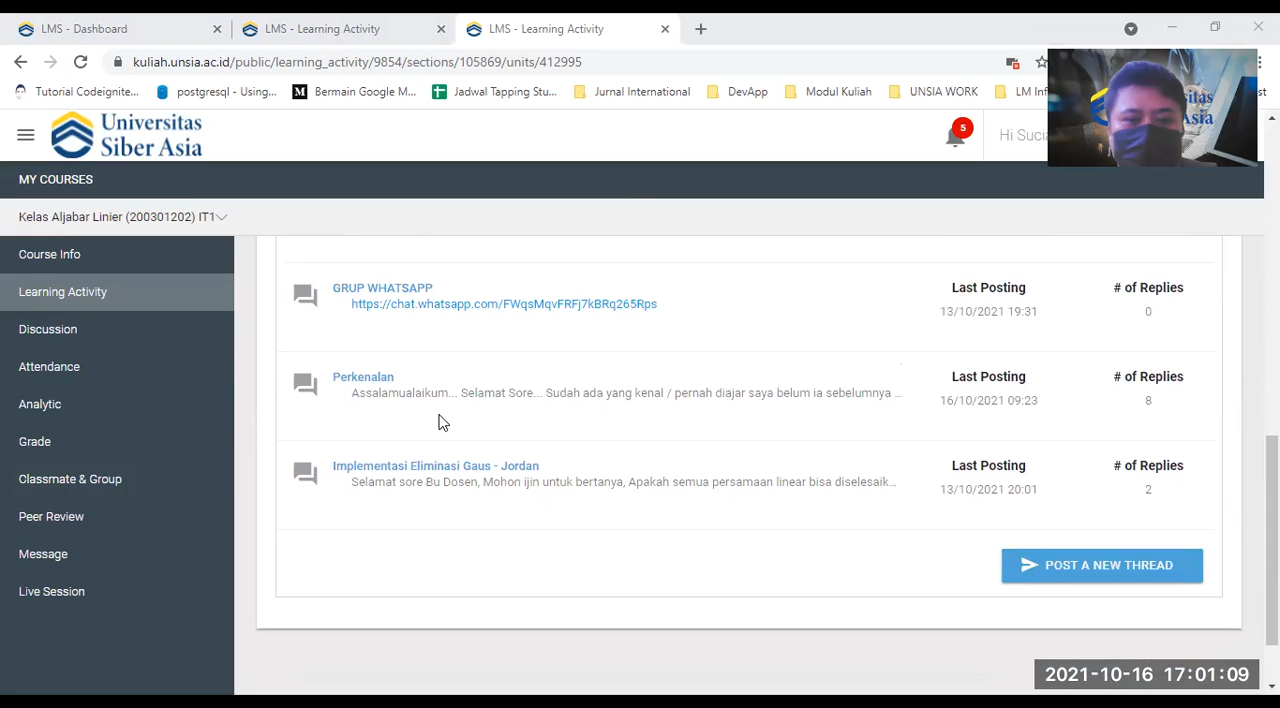 LMS - Dashboard
LMS - Learning Activity
LMS - Learning Activity
kuliah.unsia.ac.id/public/learning_activity/9854/sections/105869/units/412995
Tutorial Codeignite...
postgresql - Using...
Bermain Google M...
Jadwal Tapping Stu...
Jurnal International
DevApp
Modul Kuliah
UNSIA WORK
LM Inf
Universitas
Siber Asia
5
Hi Sucia
MY COURSES
Kelas Aljabar Linier (200301202) IT1
Course Info
Learning Activity
Discussion
Attendance
Analytic
Grade
Classmate & Group
Peer Review
Message
Live Session
GRUP WHATSAPP
https://chat.whatsapp.com/FWqsMqvFRFj7kBRq265Rps
Last Posting
13/10/2021 19:31
# of Replies
0
Perkenalan
Assalamualaikum... Selamat Sore... Sudah ada yang kenal / pernah diajar saya belum ia sebelumnya ...
Last Posting
16/10/2021 09:23
# of Replies
8
Implementasi Eliminasi Gaus - Jordan
Selamat sore Bu Dosen, Mohon ijin untuk bertanya, Apakah semua persamaan linear bisa diselesaik...
Last Posting
13/10/2021 20:01
# of Replies
2
POST A NEW THREAD
2021-10-16 17:01:09